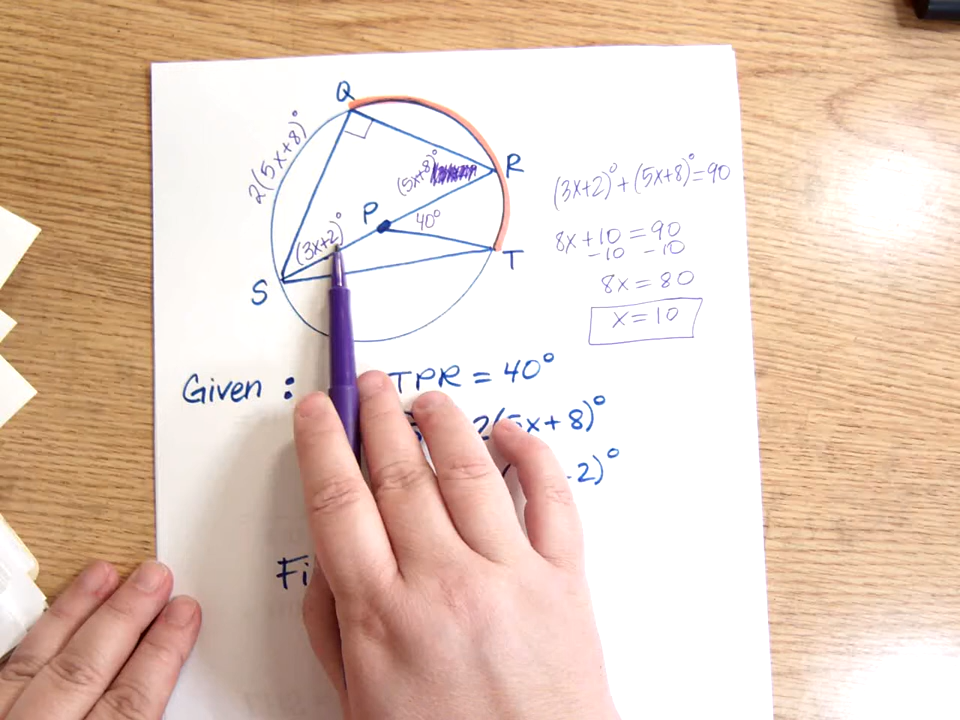 Q
2(5x+8)°
(5x+8)°
R
P
40°
(3x+2)°
T
S
(3x+2)°+(5x+8)°=90
8x+10=90
-10 -10
8x=80
x=10
Given: TPR = 40°
2(5x+8)°
2)°